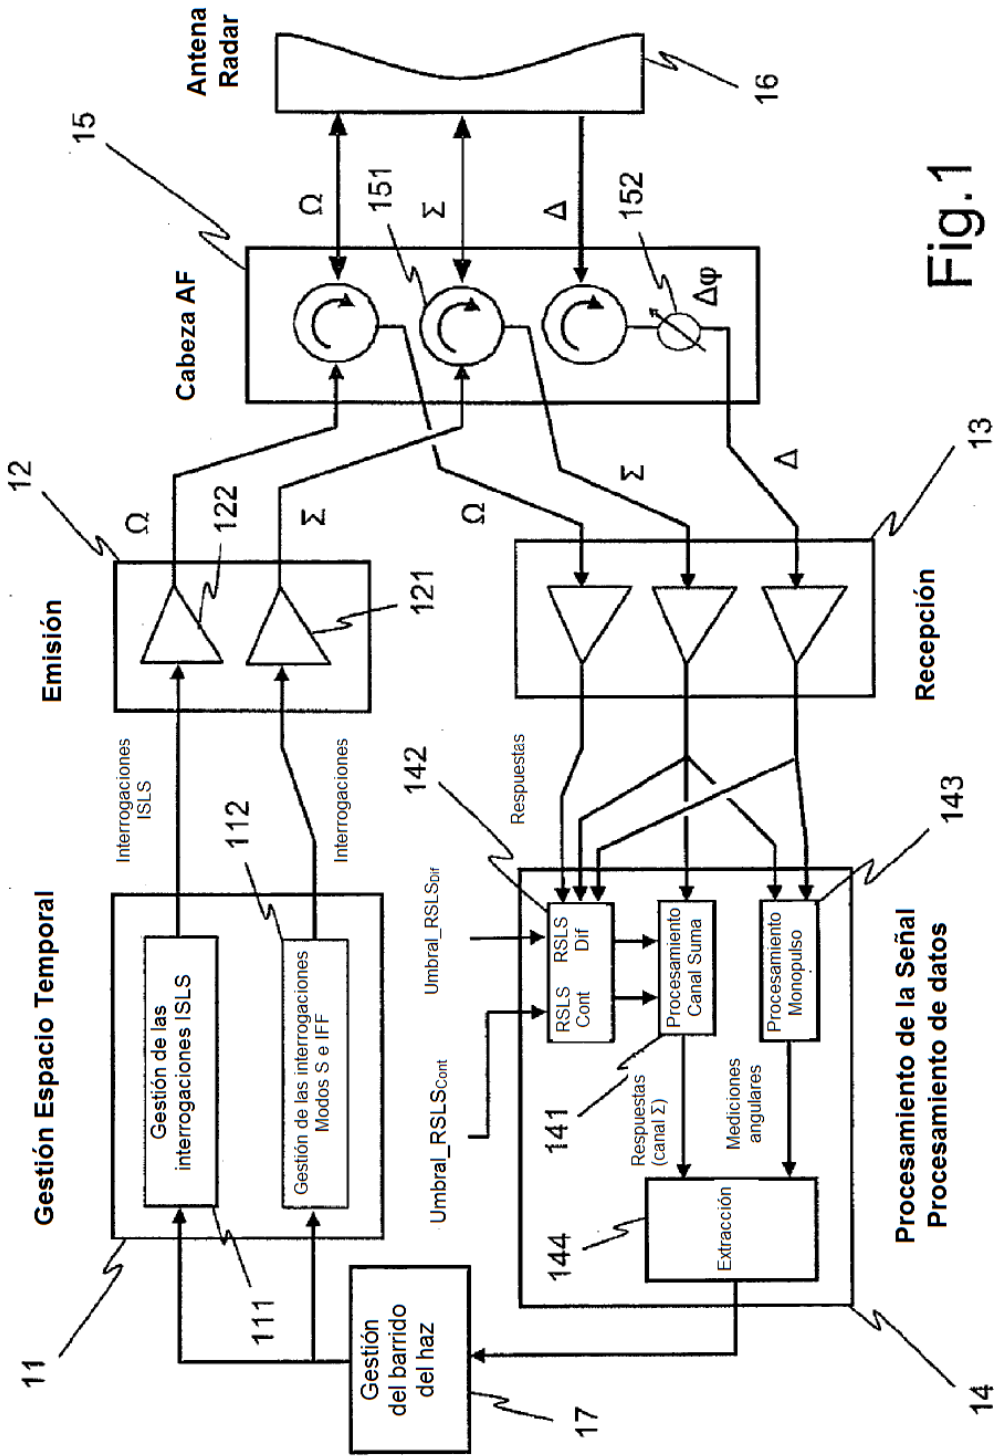 Antena
Radar
16
15
Cabeza AF
Ω
Σ
Δ
151
152
Δφ
Fig.1
12
Emisión
Ω
122
Σ
121
Ω
Σ
Δ
13
Recepción
Interrogaciones
ISLS
Interrogaciones
Respuestas
Gestión Espacio Temporal
11
Gestión de las
interrogaciones ISLS
111
Gestión de las interrogaciones
Modos S e IFF
112
Umbral_RSLSDif
Umbral_RSLSCont
142
RSLS
Cont
RSLS
Dif
Procesamiento
Canal Suma
141
Procesamiento
Monopulso
143
Respuestas
(canal Σ)
Mediciones
angulares
Extracción
144
Procesamiento de la Señal
Procesamiento de datos
14
Gestión
del barrido
del haz
17